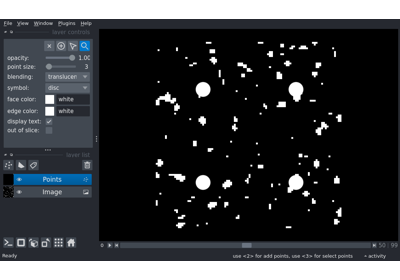 File View Window Plugins Help
layer controls
opacity: 1.00
point size: 3
blending: translucen
symbol: disc
face color: white
edge color: white
display text:
out of slice:
layer list
Points
Image
0 50 99
Ready use <2> for add points, use <3> for select points activity